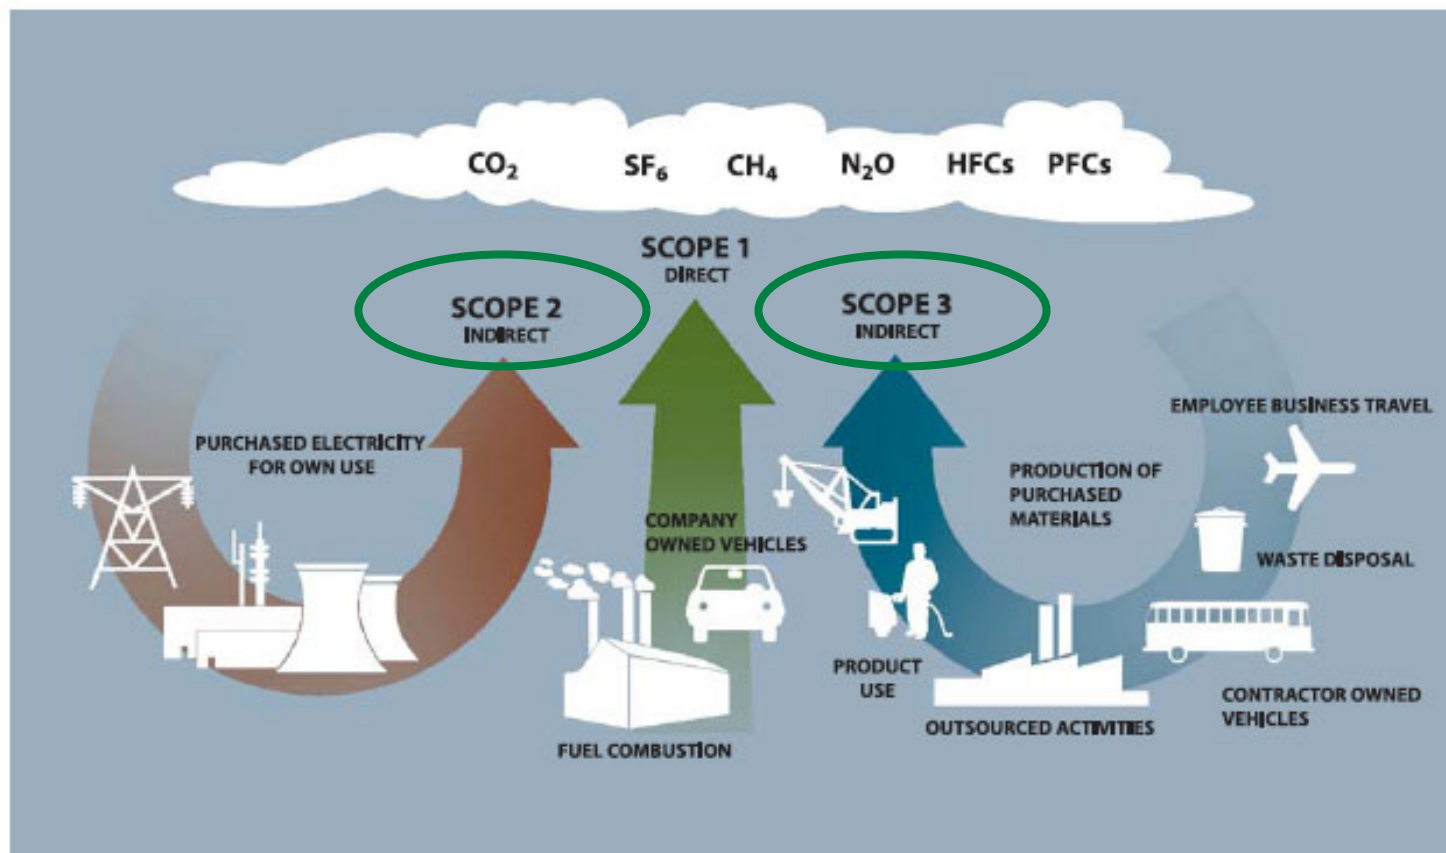 CO₂ SF₆ CH₄ N₂O HFCs PFCs
SCOPE 1
DIRECT
SCOPE 2
INDIRECT
SCOPE 3
INDIRECT
PURCHASED ELECTRICITY
FOR OWN USE
COMPANY
OWNED VEHICLES
FUEL COMBUSTION
EMPLOYEE BUSINESS TRAVEL
PRODUCTION OF
PURCHASED
MATERIALS
WASTE DISPOSAL
PRODUCT
USE
OUTSOURCED ACTIVITIES
CONTRACTOR OWNED
VEHICLES